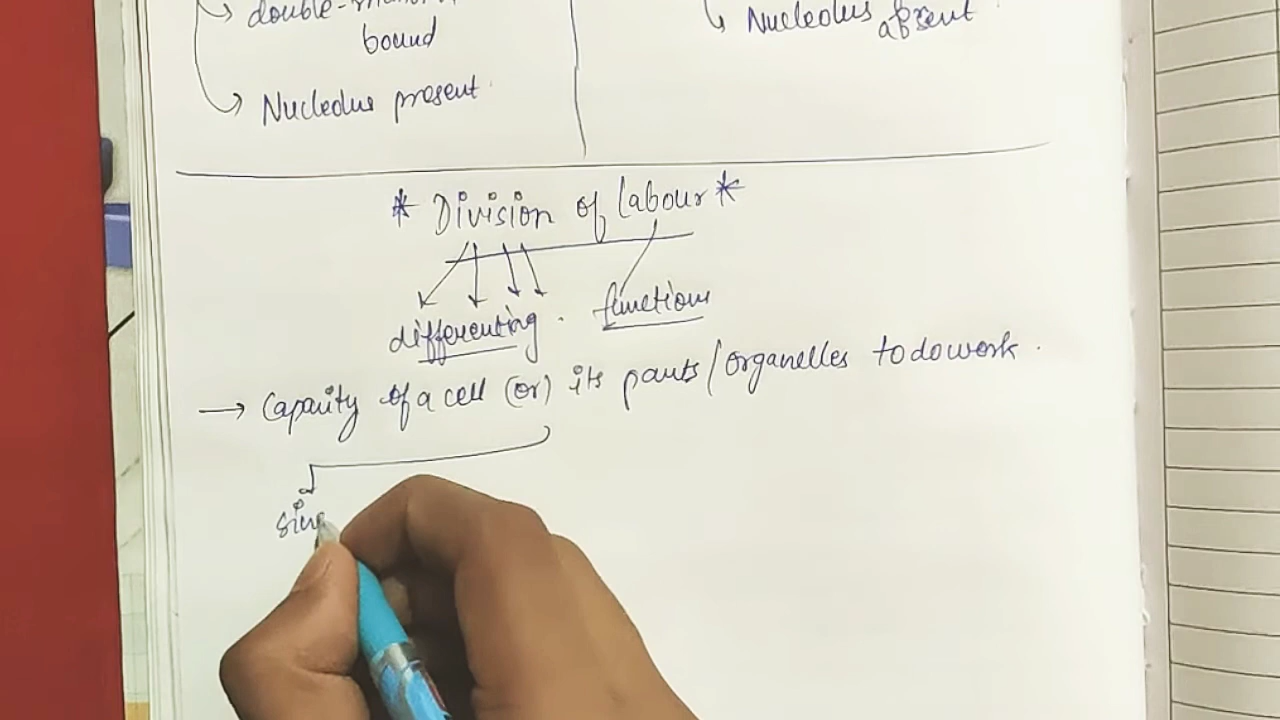 double-
bound
Nucleolus present
Nucleolus absent
* Division of labour *
differenting. functions
→ Capacity of a cell (or) its parts/organelles to do work.